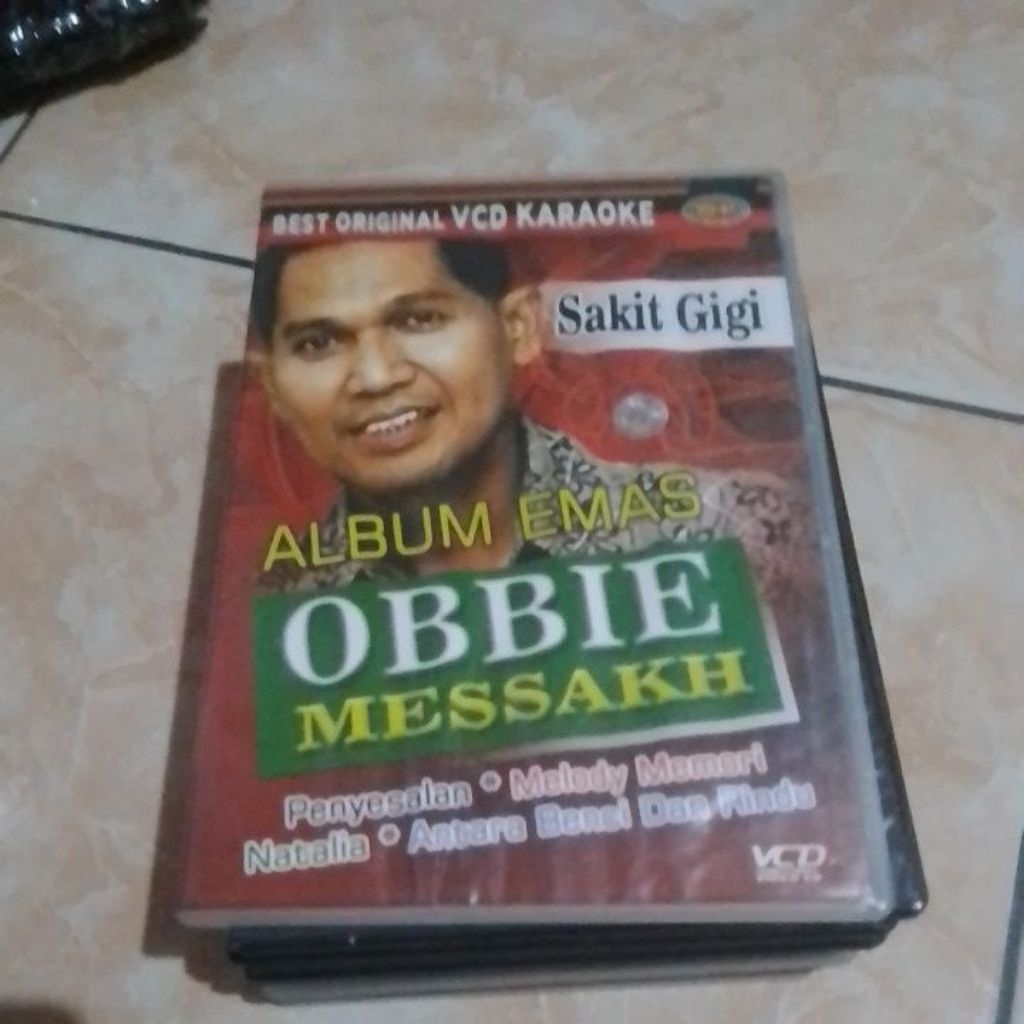 BEST ORIGINAL VCD KARAOKE
Sakit Gigi
ALBUM EMAS
OBBIE
MESSAKH
Penyesalan • Melody Memori
Natalia • Antara Benci Dan Rindu
VCD